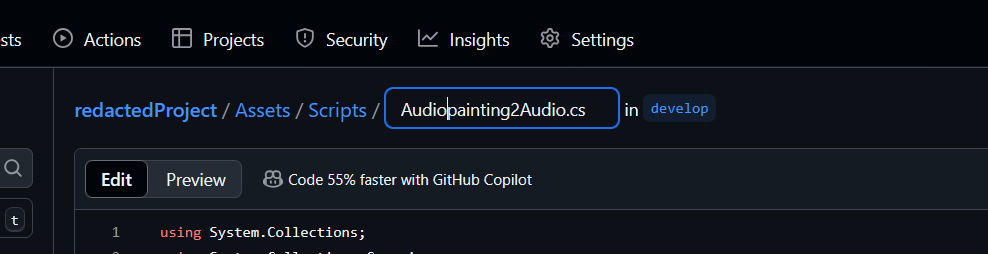 sts Actions Projects Security Insights Settings
redactedProject / Assets / Scripts / Audiopainting2Audio.cs in develop
Edit Preview Code 55% faster with GitHub Copilot
t
1 using System.Collections;